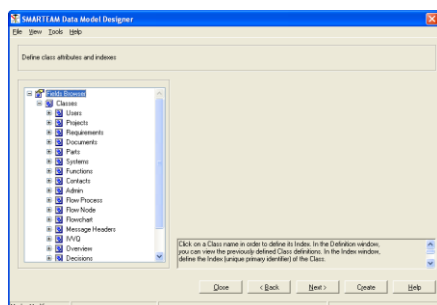 SMARTEAM Data Model Designer
File View Tools Help
Define class attributes and indexes
Fields Browser
Classes
Users
Projects
Requirements
Documents
Parts
Systems
Functions
Contacts
Admin
Flow Process
Flow Node
Flowchart
Message Headers
IVVQ
Overview
Decisions
Click on a Class name in order to define its Index. In the Definition window,
you can view the previously defined Class definitions. In the Index window,
define the Index (unique primary identifier) of the Class.
Close < Back Next > Create Help